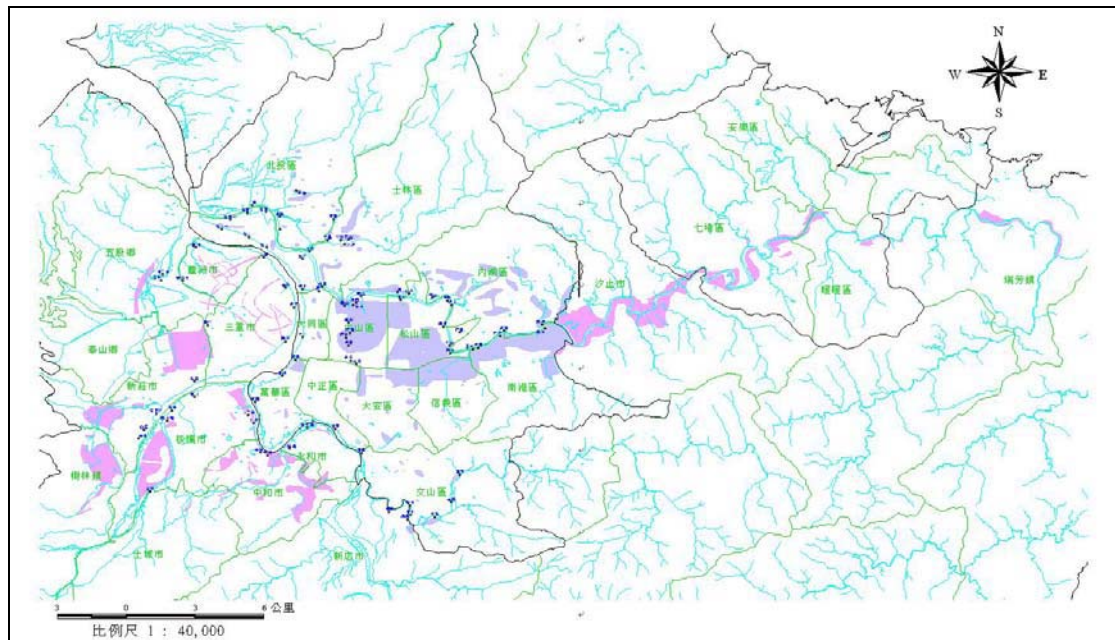 N
W E
S
安樂區
北投區
士林區
七堵區
五股鄉
蘆洲市
內湖區
汐止市
瑞芳鎮
暖暖區
三重市
大同區
中山區
松山區
泰山鄉
新莊市
萬華區
中正區
大安區
信義區
南港區
板橋市
永和市
樹林鎮
中和市
文山區
土城市
新店市
3 0 3 6 公里
比例尺 1 : 40,000